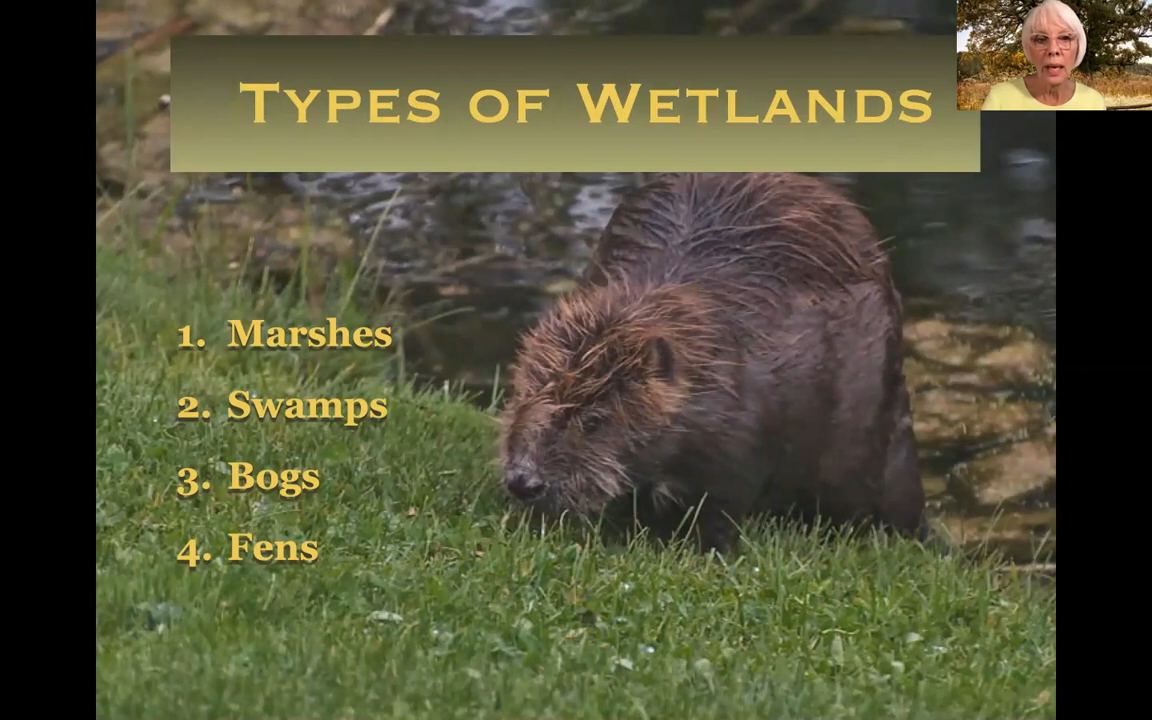 Types of Wetlands
1. Marshes
2. Swamps
3. Bogs
4. Fens